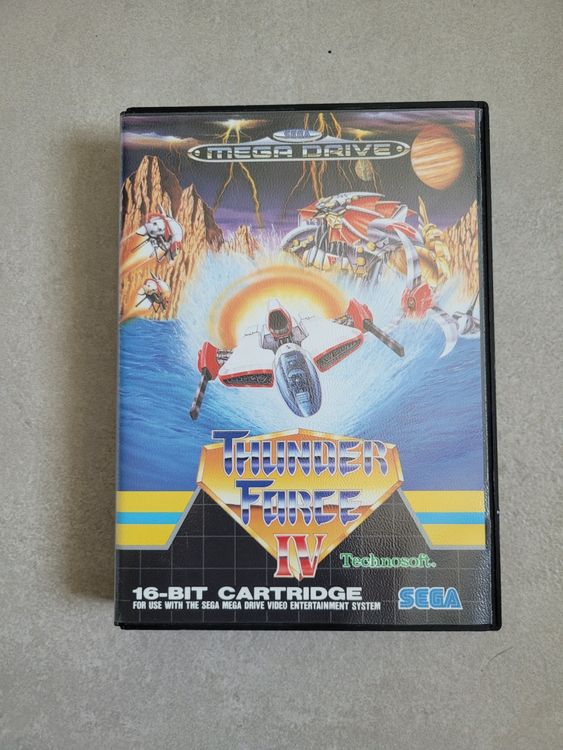 SEGA
MEGA DRIVE
THUNDER
FORCE
IV
Technosoft
16-BIT CARTRIDGE
FOR USE WITH THE SEGA MEGA DRIVE VIDEO ENTERTAINMENT SYSTEM
SEGA